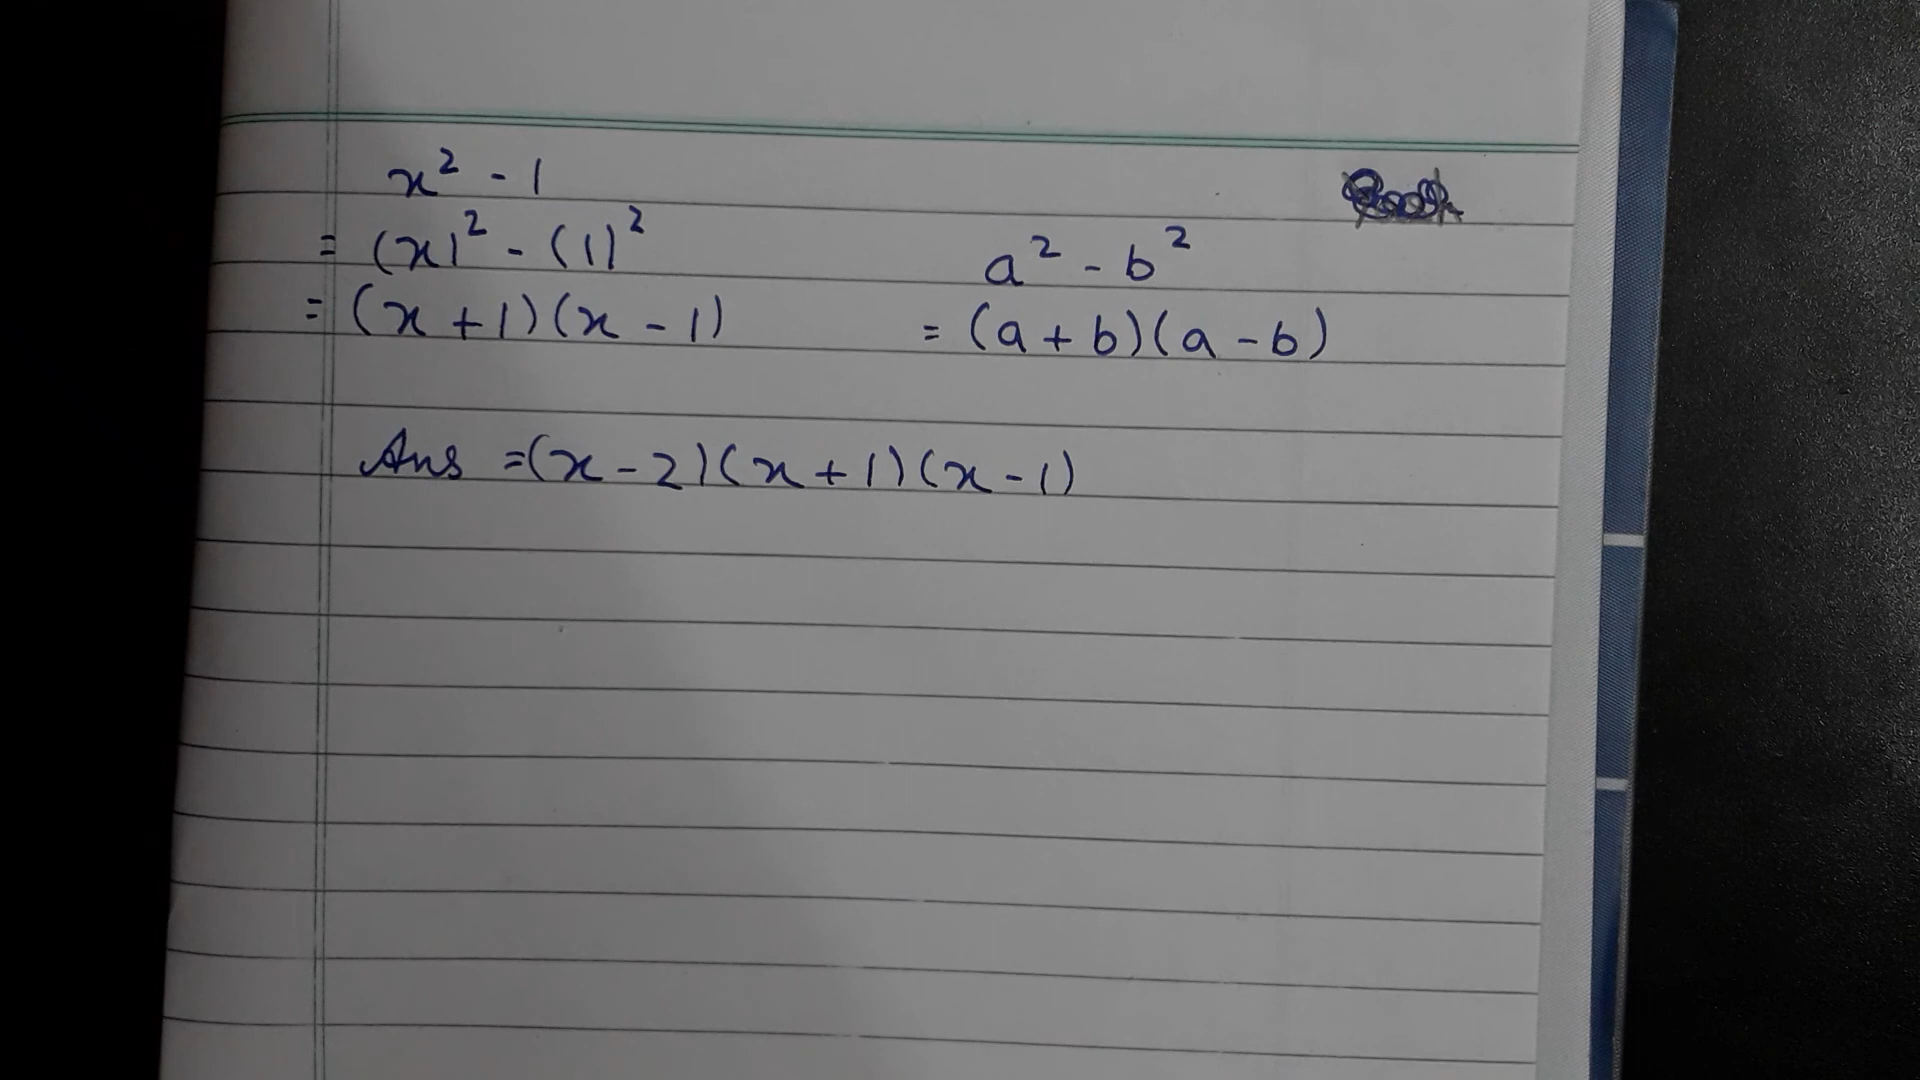 x² - 1
= (x)² - (1)²
= (x + 1)(x - 1)
a² - b²
= (a + b)(a - b)
Ans = (x - 2)(x + 1)(x - 1)